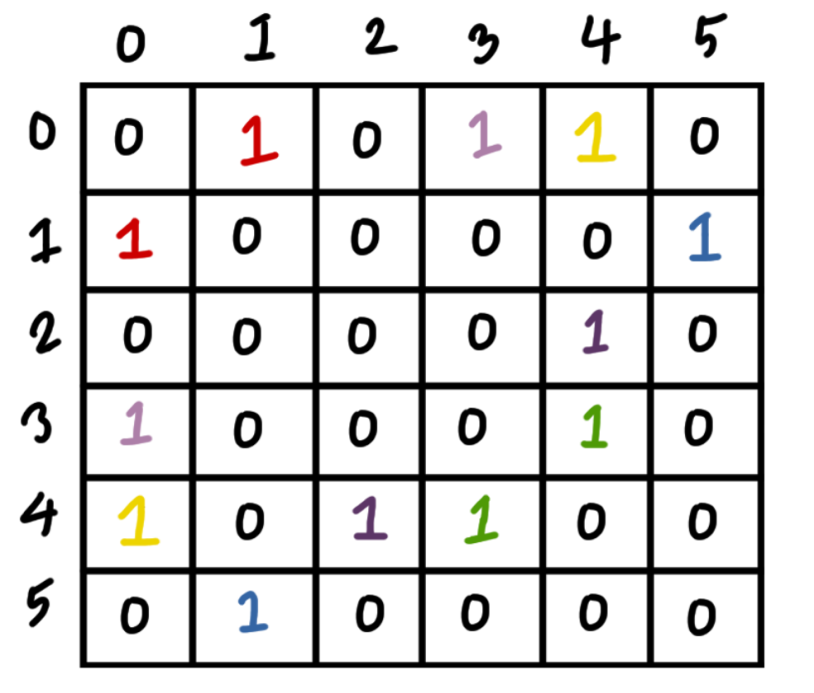 0 1 2 3 4 5
0 0 1 0 1 1 0
1 1 0 0 0 0 1
2 0 0 0 0 1 0
3 1 0 0 0 1 0
4 1 0 1 1 0 0
5 0 1 0 0 0 0